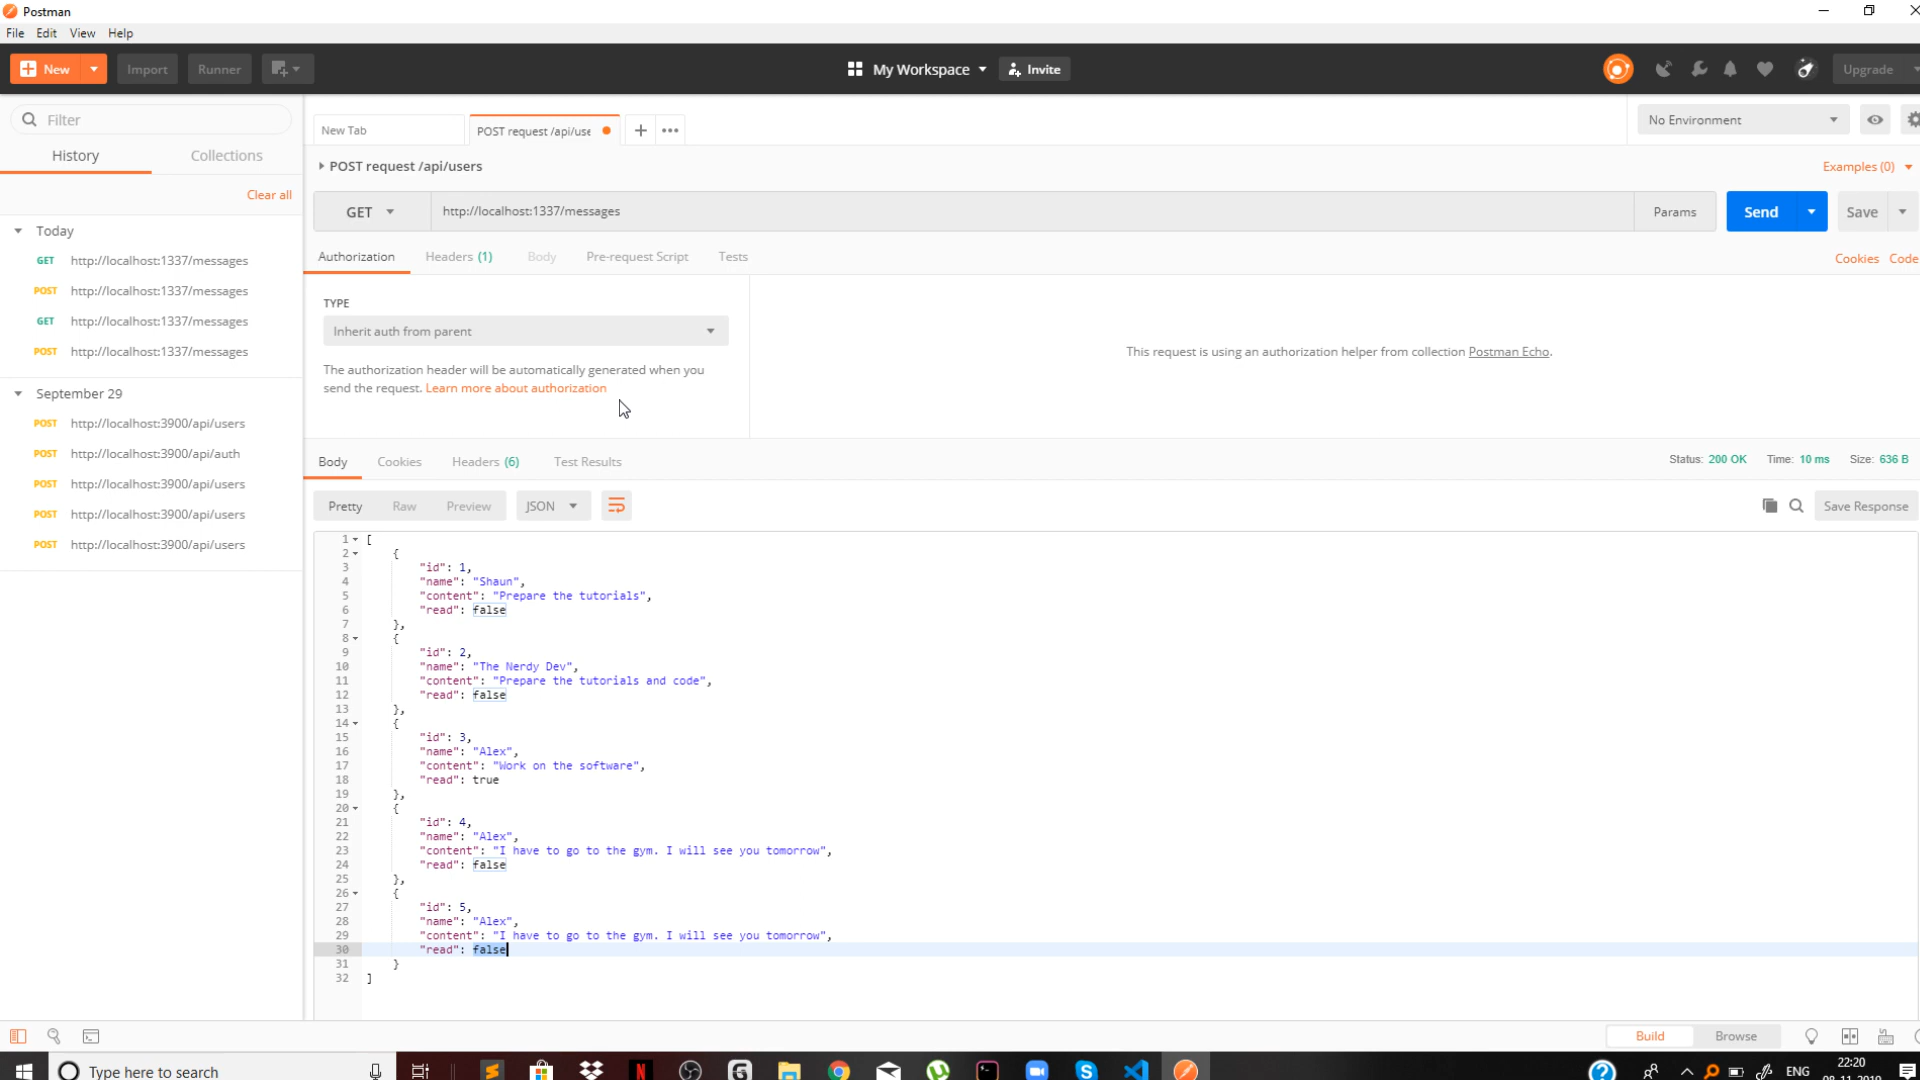 Postman
File Edit View Help
New Import Runner My Workspace Invite Upgrade
Filter
History Collections
Clear all
Today
GET http://localhost:1337/messages
POST http://localhost:1337/messages
GET http://localhost:1337/messages
POST http://localhost:1337/messages
September 29
POST http://localhost:3900/api/users
POST http://localhost:3900/api/auth
POST http://localhost:3900/api/users
POST http://localhost:3900/api/users
POST http://localhost:3900/api/users
New Tab POST request /api/use No Environment
POST request /api/users Examples (0)
GET http://localhost:1337/messages Params Send Save
Authorization Headers (1) Body Pre-request Script Tests Cookies Code
TYPE
Inherit auth from parent
The authorization header will be automatically generated when you
send the request. Learn more about authorization
This request is using an authorization helper from collection Postman Echo.
Body Cookies Headers (6) Test Results Status: 200 OK Time: 10 ms Size: 636 B
Pretty Raw Preview JSON Save Response
1 [
2 {
3 "id": 1,
4 "name": "Shaun",
5 "content": "Prepare the tutorials",
6 "read": false
7 },
8 {
9 "id": 2,
10 "name": "The Nerdy Dev",
11 "content": "Prepare the tutorials and code",
12 "read": false
13 },
14 {
15 "id": 3,
16 "name": "Alex",
17 "content": "Work on the software",
18 "read": true
19 },
20 {
21 "id": 4,
22 "name": "Alex",
23 "content": "I have to go to the gym. I will see you tomorrow",
24 "read": false
25 },
26 {
27 "id": 5,
28 "name": "Alex",
29 "content": "I have to go to the gym. I will see you tomorrow",
30 "read": false
31 }
32 ]
Build Browse
Type here to search ENG 22:20